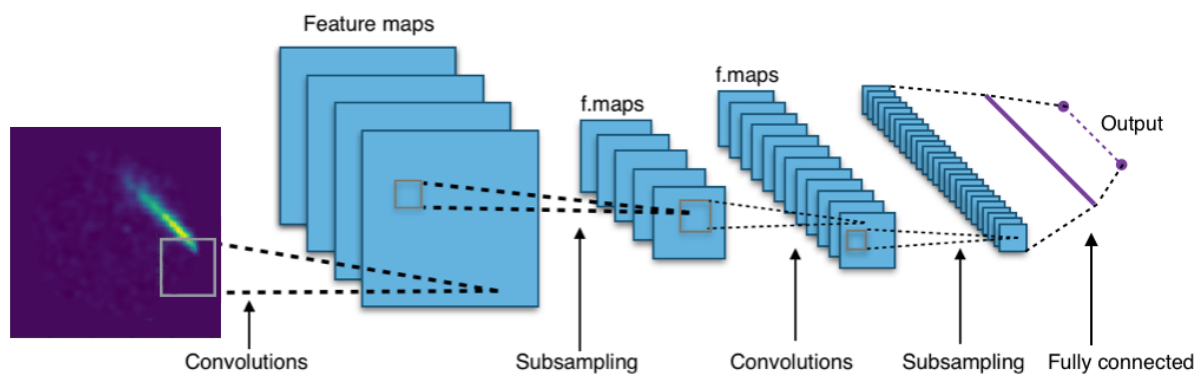 Feature maps
f.maps
f.maps
Output
Convolutions
Subsampling
Convolutions
Subsampling
Fully connected